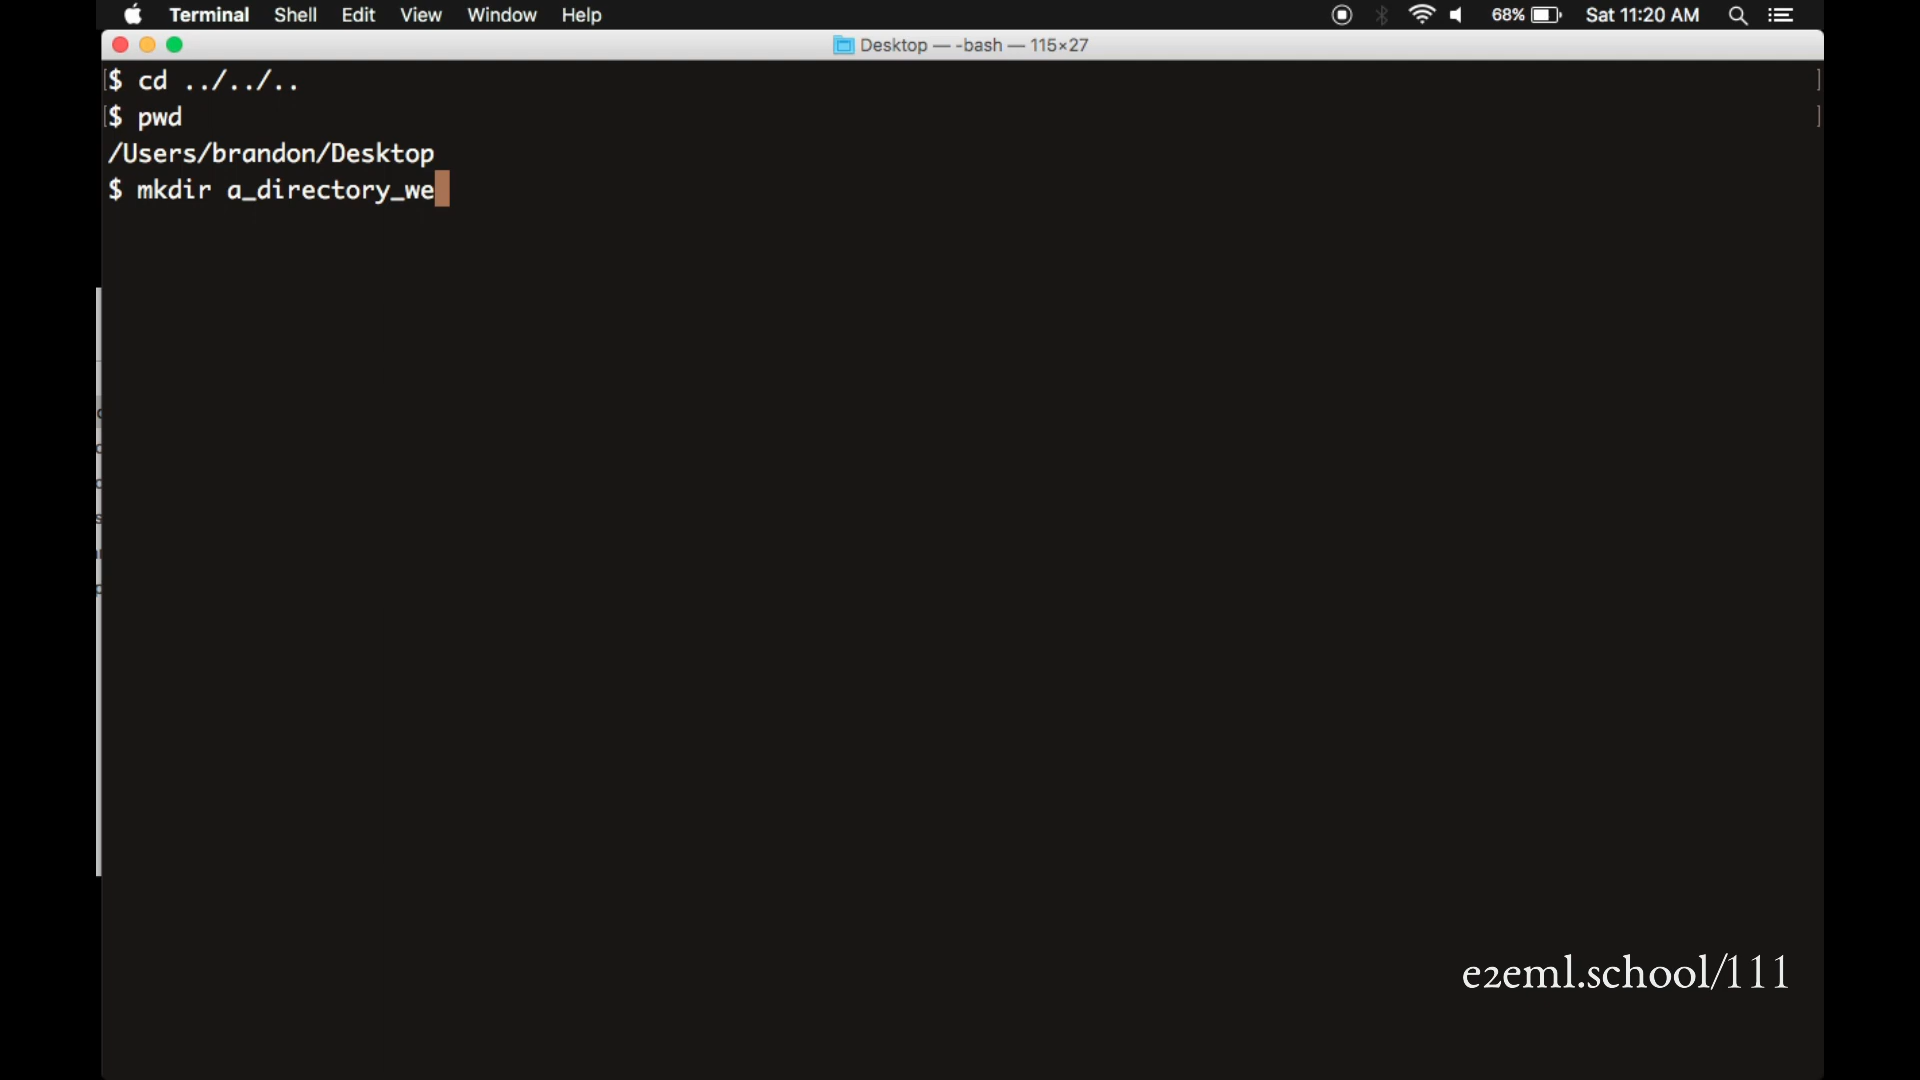 Terminal Shell Edit View Window Help 68% Sat 11:20 AM
Desktop — -bash — 115×27
$ cd ../../..
$ pwd
/Users/brandon/Desktop
$ mkdir a_directory_we
e2eml.school/111